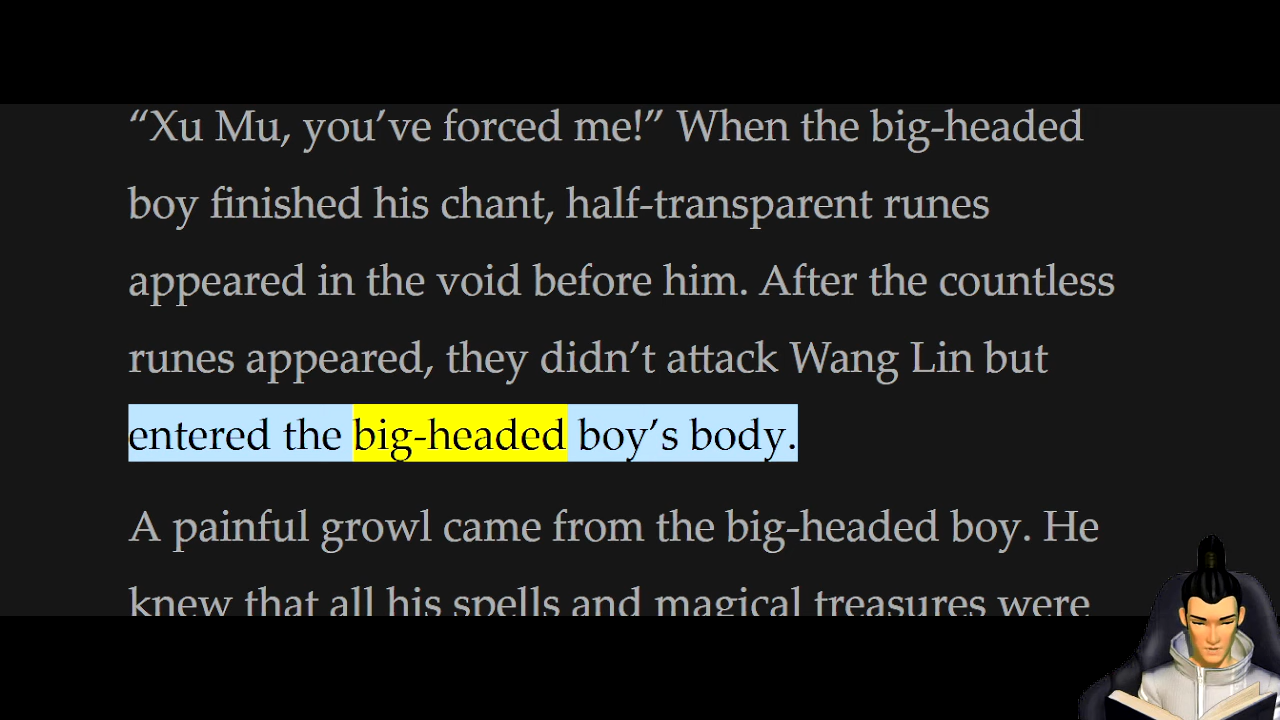 “Xu Mu, you’ve forced me!” When the big-headed
boy finished his chant, half-transparent runes
appeared in the void before him. After the countless
runes appeared, they didn’t attack Wang Lin but
entered the big-headed boy’s body.
A painful growl came from the big-headed boy. He
knew that all his spells and magical treasures were